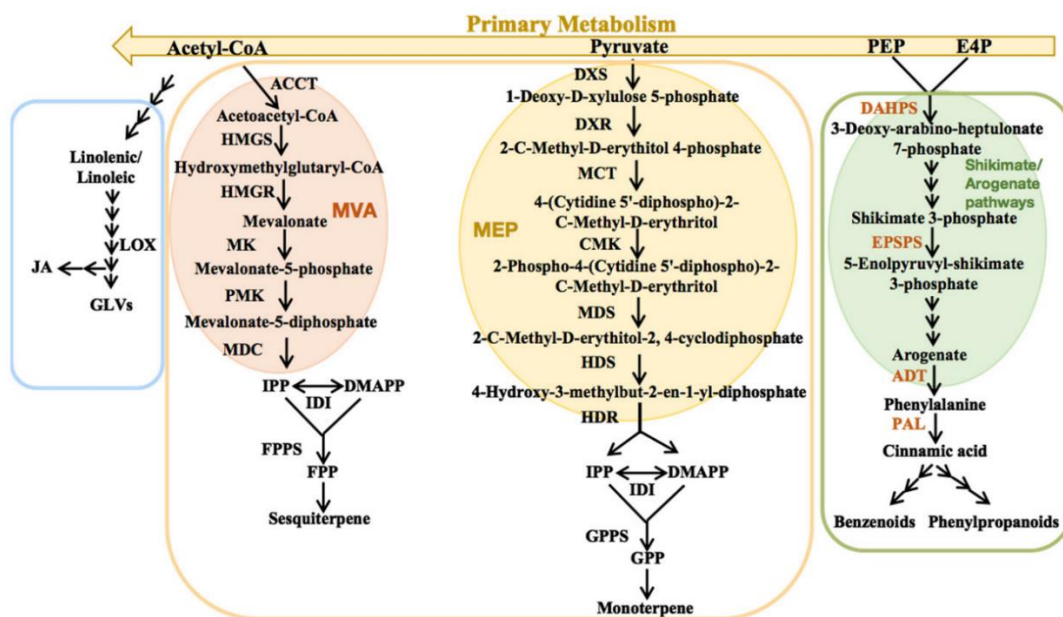 Primary Metabolism
Acetyl-CoA
Pyruvate
PEP
E4P
Linolenic/
Linoleic
LOX
JA
GLVs
ACCT
Acetoacetyl-CoA
HMGS
Hydroxymethylglutaryl-CoA
HMGR
Mevalonate
MVA
MK
Mevalonate-5-phosphate
PMK
Mevalonate-5-diphosphate
MDC
IPP
DMAPP
IDI
FPPS
FPP
Sesquiterpene
DXS
1-Deoxy-D-xylulose 5-phosphate
DXR
2-C-Methyl-D-erythitol 4-phosphate
MCT
4-(Cytidine 5'-diphospho)-2-
C-Methyl-D-erythritol
MEP
CMK
2-Phospho-4-(Cytidine 5'-diphospho)-2-
C-Methyl-D-erythritol
MDS
2-C-Methyl-D-erythitol-2, 4-cyclodiphosphate
HDS
4-Hydroxy-3-methylbut-2-en-1-yl-diphosphate
HDR
IPP
DMAPP
IDI
GPPS
GPP
Monoterpene
DAHPS
3-Deoxy-arabino-heptulonate
7-phosphate
Shikimate/
Arogenate
pathways
Shikimate 3-phosphate
EPSPS
5-Enolpyruvyl-shikimate
3-phosphate
Arogenate
ADT
Phenylalanine
PAL
Cinnamic acid
Benzenoids
Phenylpropanoids